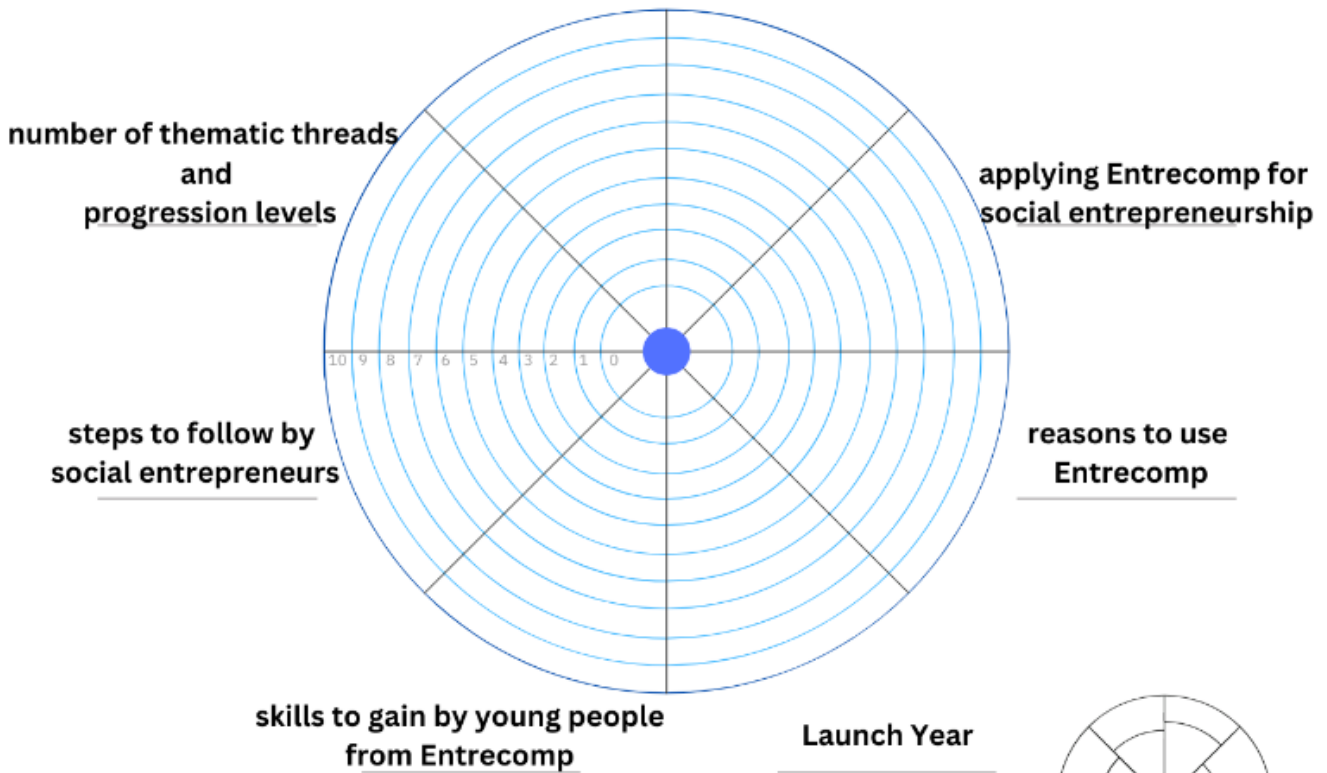 number of thematic threads
and
progression levels
applying Entrecomp for
social entrepreneurship
10 9 8 7 6 5 4 3 2 1 0
steps to follow by
social entrepreneurs
reasons to use
Entrecomp
skills to gain by young people
from Entrecomp
Launch Year